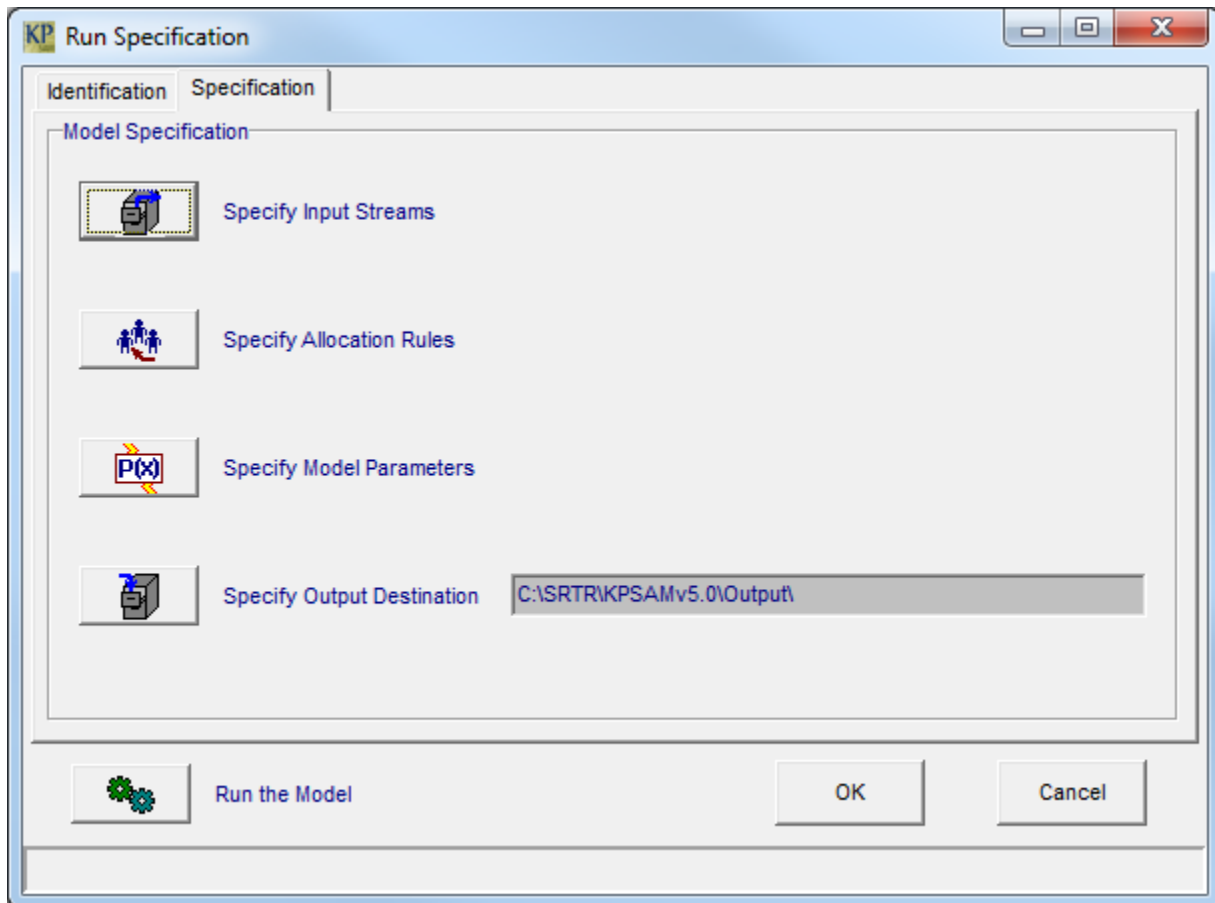 KP Run Specification
Identification Specification
Model Specification
Specify Input Streams
Specify Allocation Rules
P(x) Specify Model Parameters
Specify Output Destination C:\SRTR\KPSAMv5.0\Output\
Run the Model OK Cancel